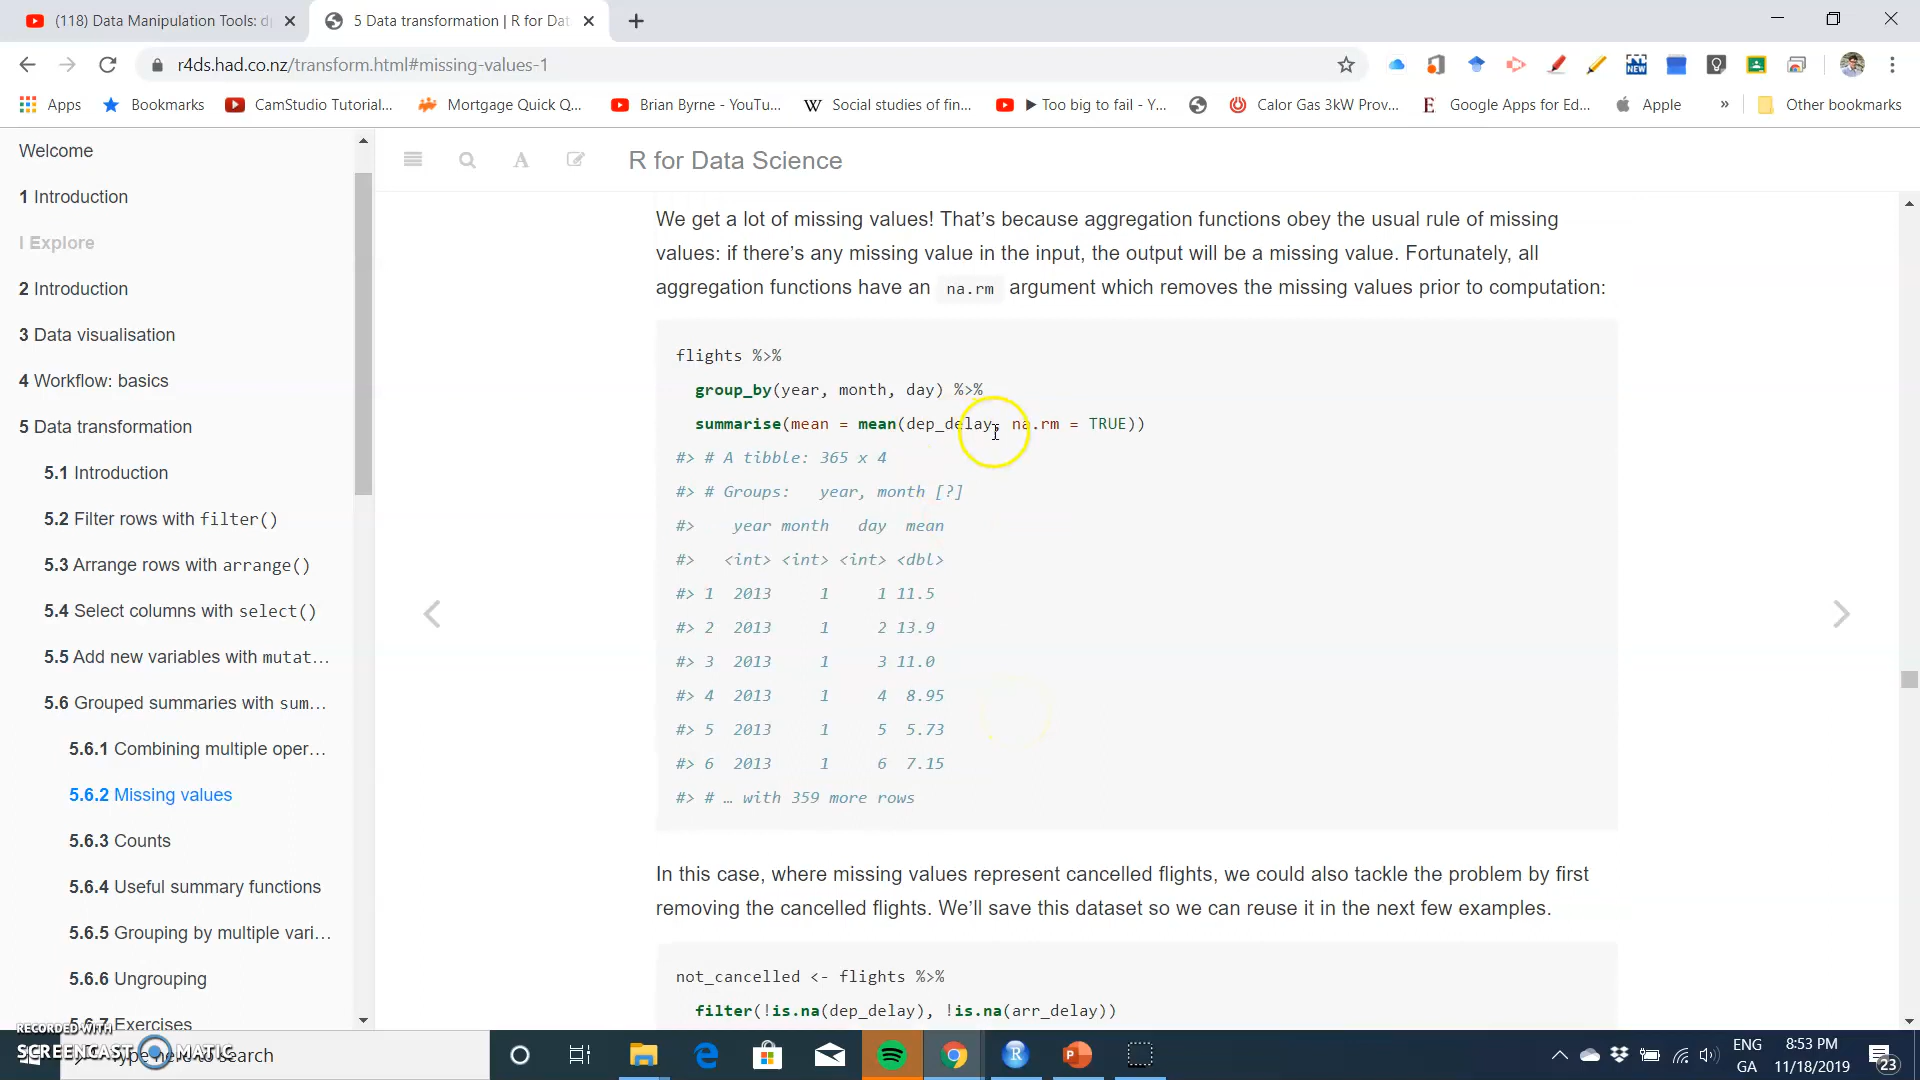 (118) Data Manipulation Tools: d
5 Data transformation | R for Dat
r4ds.had.co.nz/transform.html#missing-values-1
Apps
Bookmarks
CamStudio Tutorial...
Mortgage Quick Q...
Brian Byrne - YouTu...
W Social studies of fin...
▶ Too big to fail - Y...
Calor Gas 3kW Prov...
E Google Apps for Ed...
Apple
»
Other bookmarks
NEW
Welcome
1 Introduction
I Explore
2 Introduction
3 Data visualisation
4 Workflow: basics
5 Data transformation
5.1 Introduction
5.2 Filter rows with filter()
5.3 Arrange rows with arrange()
5.4 Select columns with select()
5.5 Add new variables with mutat...
5.6 Grouped summaries with sum...
5.6.1 Combining multiple oper...
5.6.2 Missing values
5.6.3 Counts
5.6.4 Useful summary functions
5.6.5 Grouping by multiple vari...
5.6.6 Ungrouping
5.6.7 Exercises
A
R for Data Science
We get a lot of missing values! That's because aggregation functions obey the usual rule of missing
values: if there's any missing value in the input, the output will be a missing value. Fortunately, all
aggregation functions have an na.rm argument which removes the missing values prior to computation:
flights %>%
group_by(year, month, day) %>%
summarise(mean = mean(dep_delay, na.rm = TRUE))
#> # A tibble: 365 x 4
#> # Groups: year, month [?]
#> year month day mean
#> <int> <int> <int> <dbl>
#> 1 2013 1 1 11.5
#> 2 2013 1 2 13.9
#> 3 2013 1 3 11.0
#> 4 2013 1 4 8.95
#> 5 2013 1 5 5.73
#> 6 2013 1 6 7.15
#> # … with 359 more rows
In this case, where missing values represent cancelled flights, we could also tackle the problem by first
removing the cancelled flights. We'll save this dataset so we can reuse it in the next few examples.
not_cancelled <- flights %>%
filter(!is.na(dep_delay), !is.na(arr_delay))
RECORDED WITH
SCREENCAST MATIC
Type here to search
ENG
GA
8:53 PM
11/18/2019
23